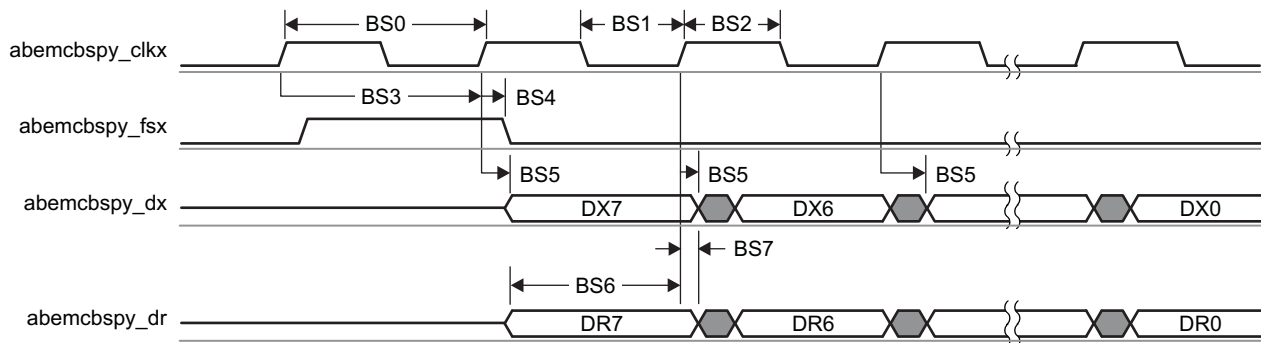 BS0
BS1
BS2
abemcbspy_clkx
BS3
BS4
abemcbspy_fsx
BS5
BS5
BS5
abemcbspy_dx
DX7
DX6
DX0
BS7
BS6
abemcbspy_dr
DR7
DR6
DR0